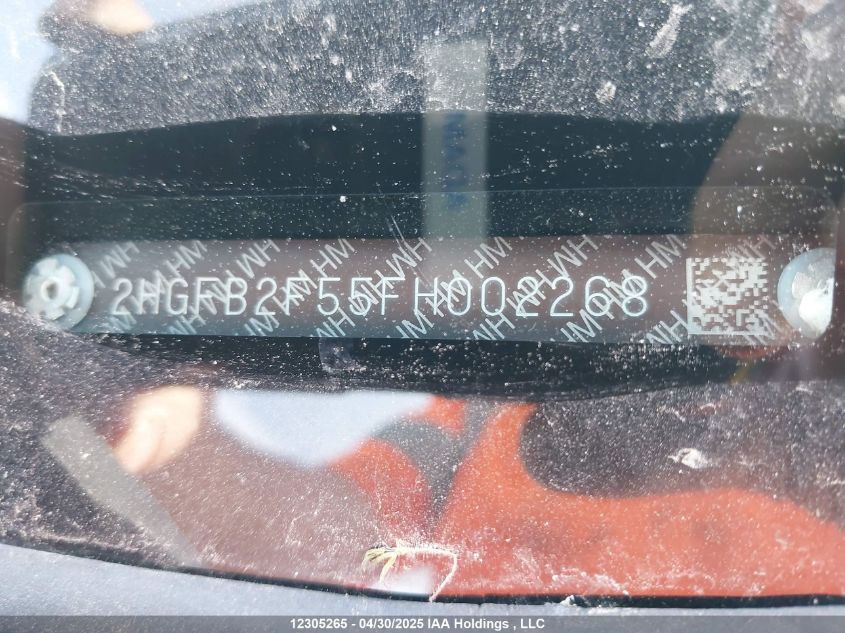 2HGFB2F55FH002268
12305265 - 04/30/2025 IAA Holdings , LLC